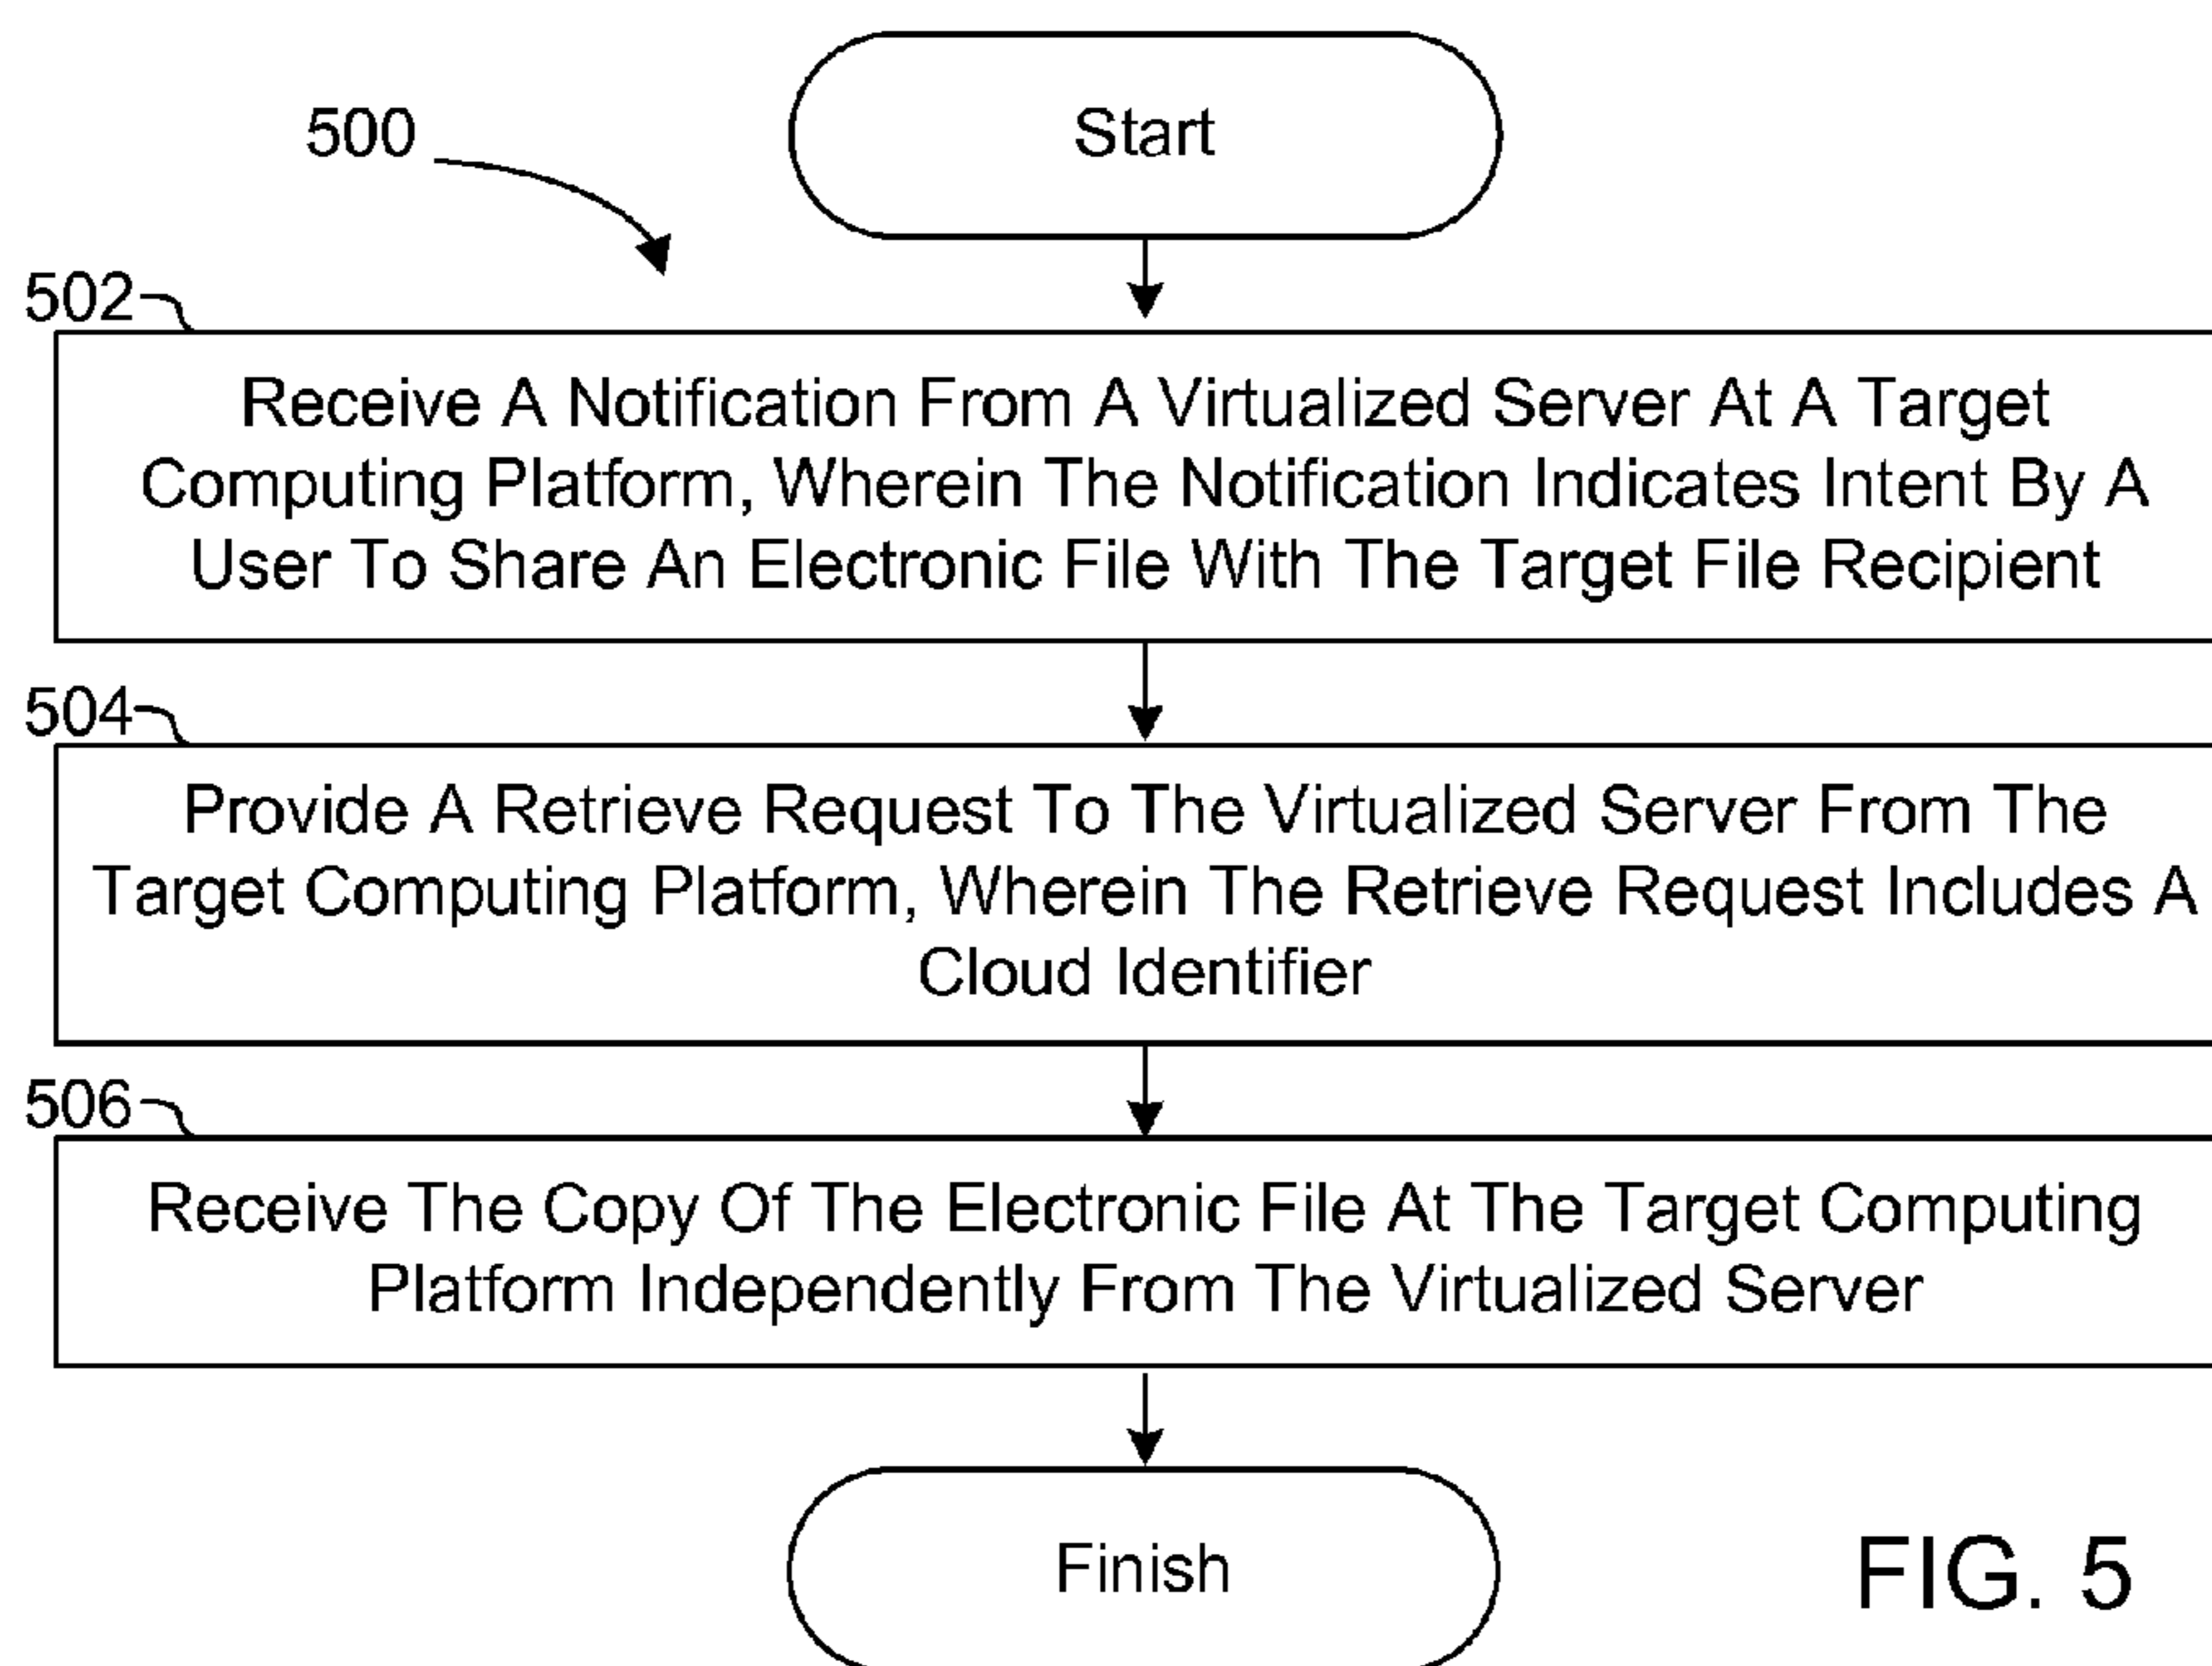 Start
500
502
Receive A Notification From A Virtualized Server At A Target
Computing Platform, Wherein The Notification Indicates Intent By A
User To Share An Electronic File With The Target File Recipient
504
Provide A Retrieve Request To The Virtualized Server From The
Target Computing Platform, Wherein The Retrieve Request Includes A
Cloud Identifier
506
Receive The Copy Of The Electronic File At The Target Computing
Platform Independently From The Virtualized Server
Finish
FIG. 5